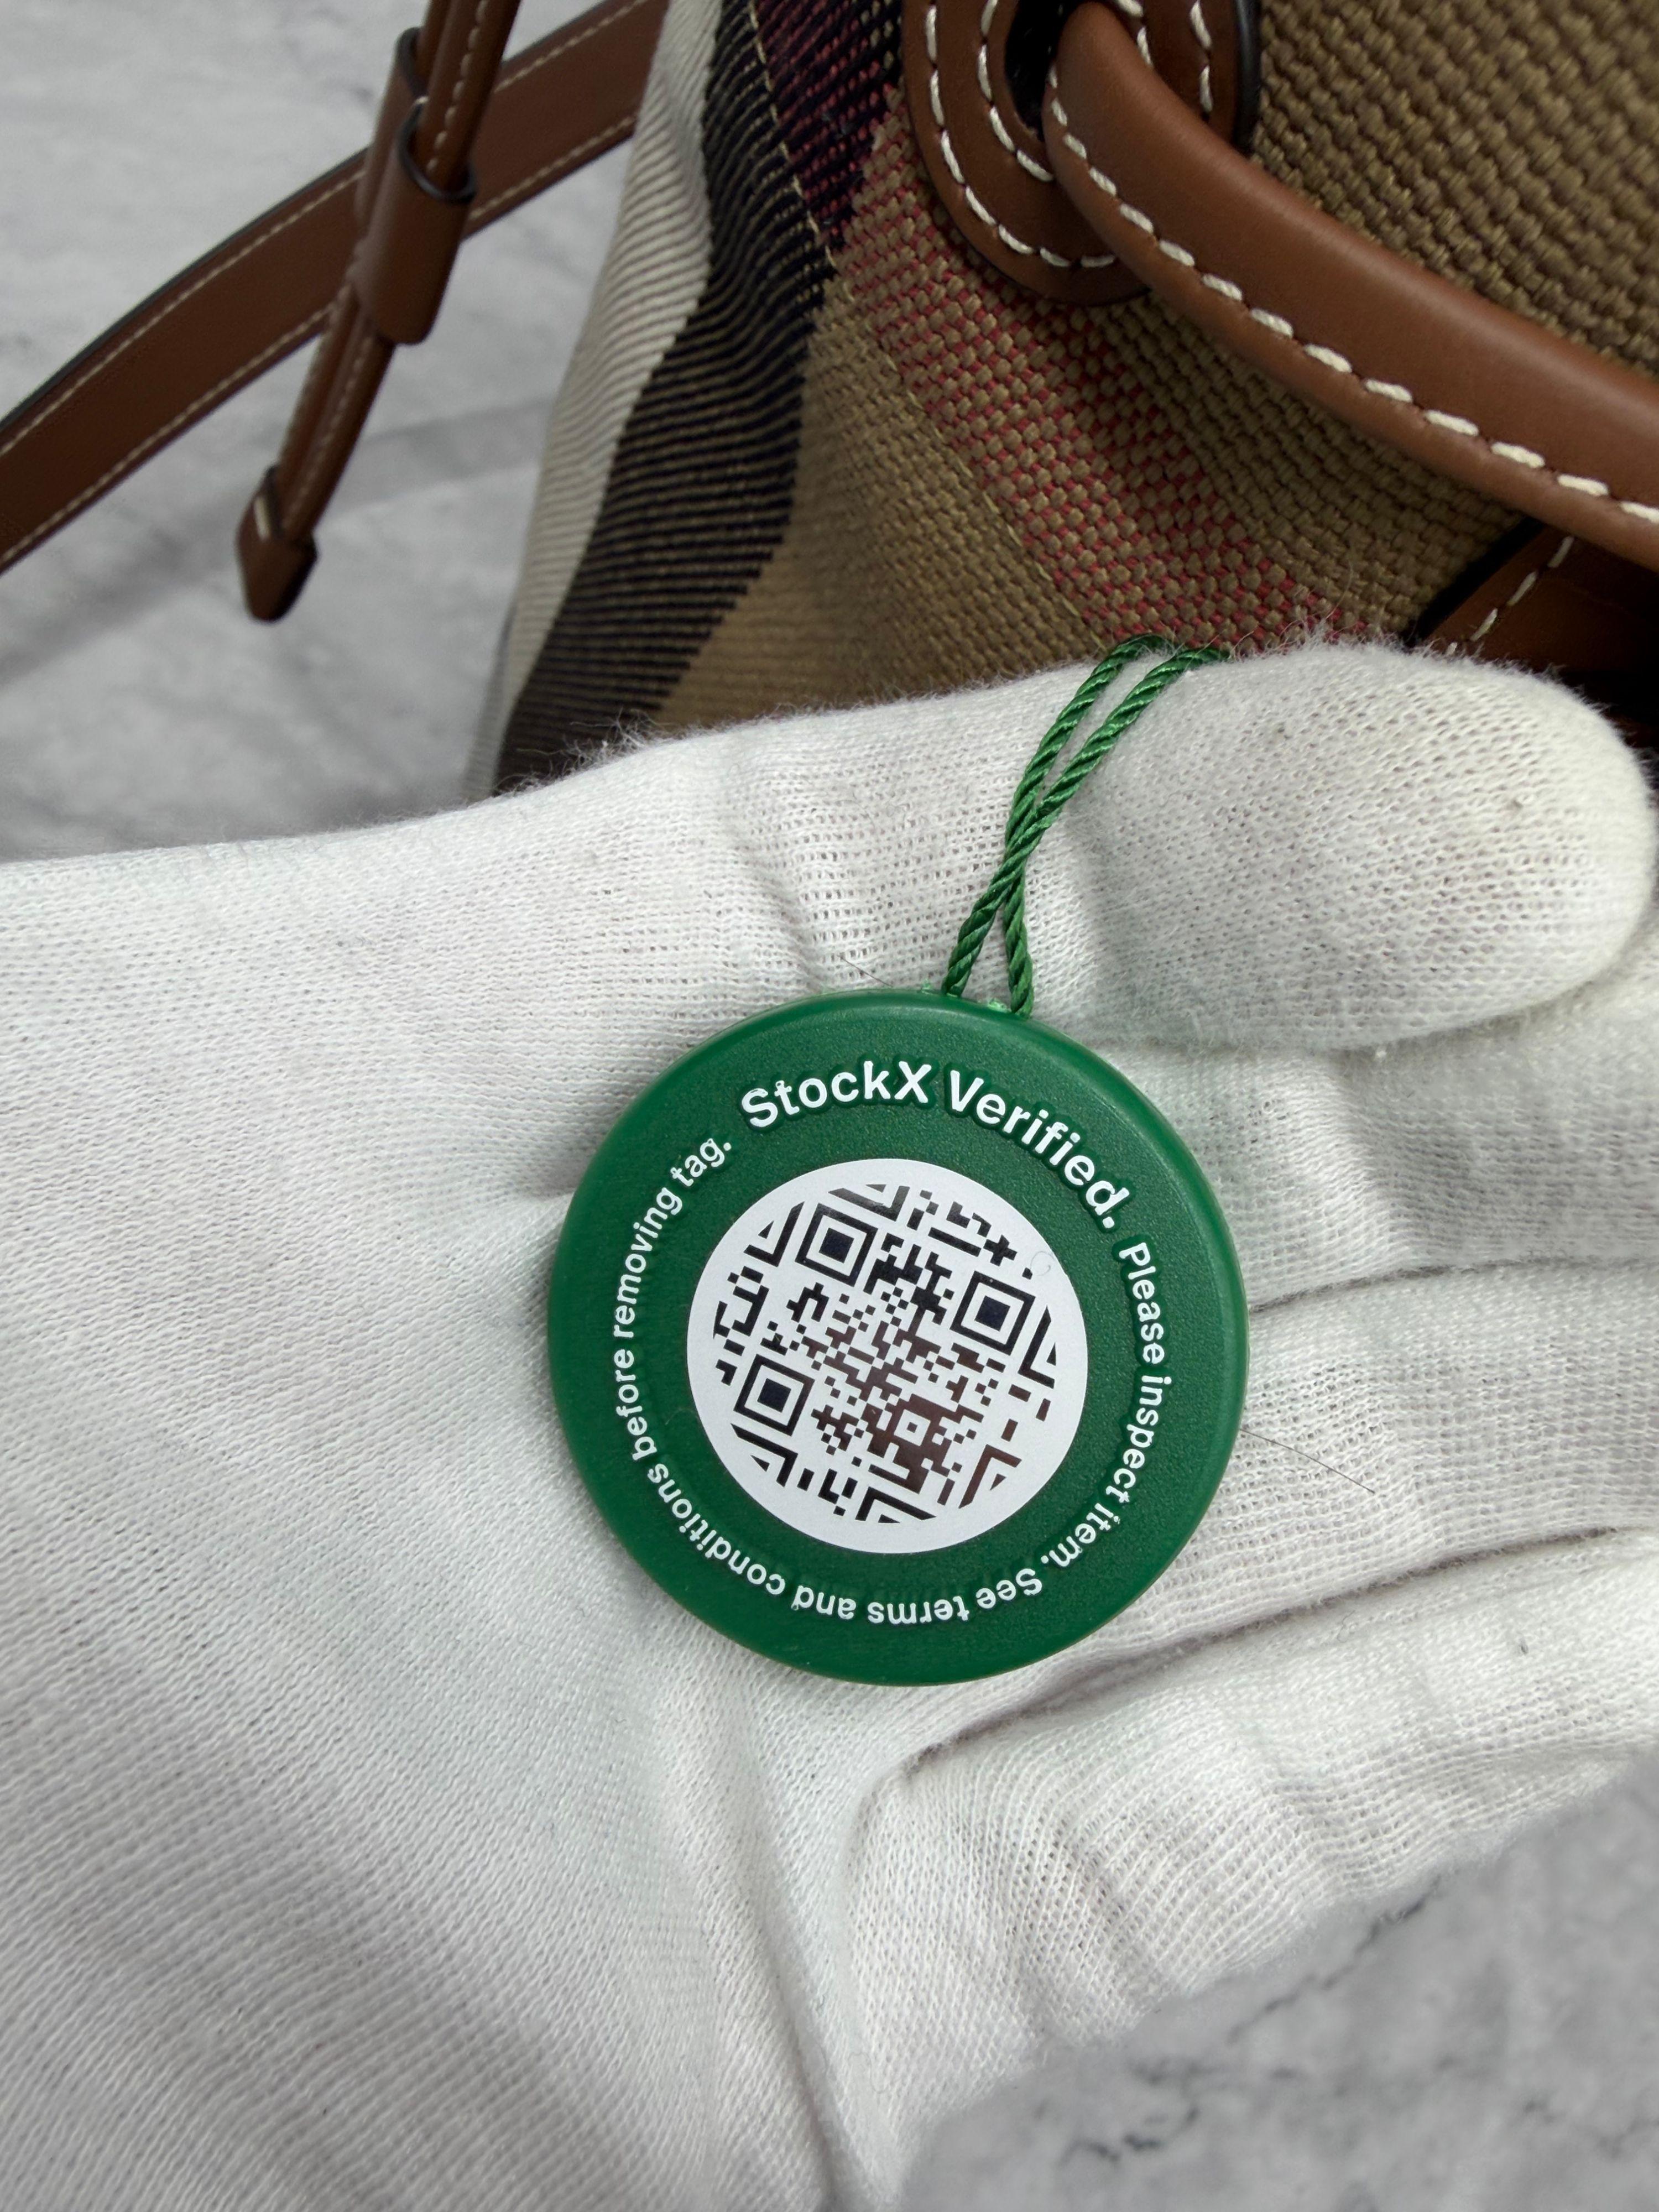 StockX Verified.
Please inspect item. See terms and conditions before removing tag.